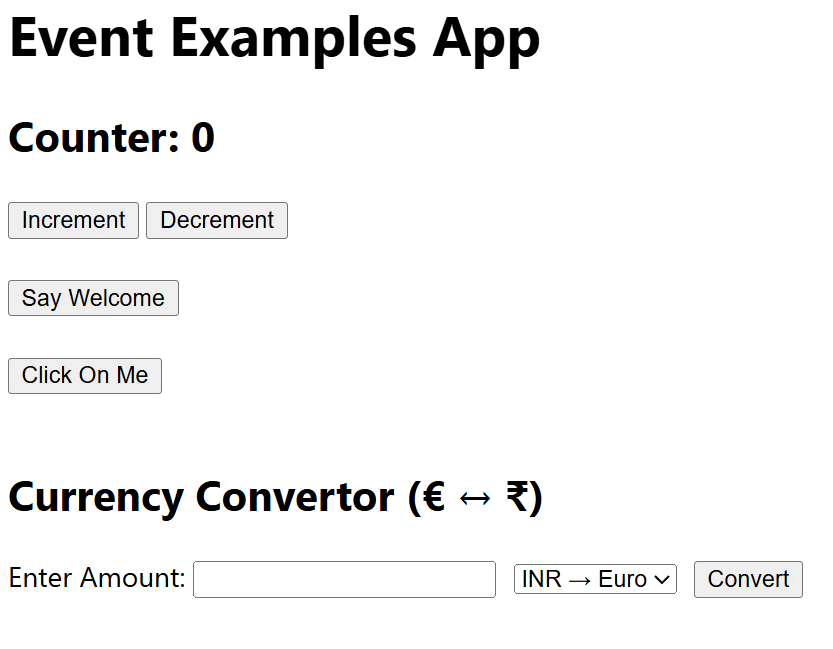 Event Examples App
Counter: 0
Increment Decrement
Say Welcome
Click On Me
Currency Convertor (€ ↔ ₹)
Enter Amount: INR → Euro Convert